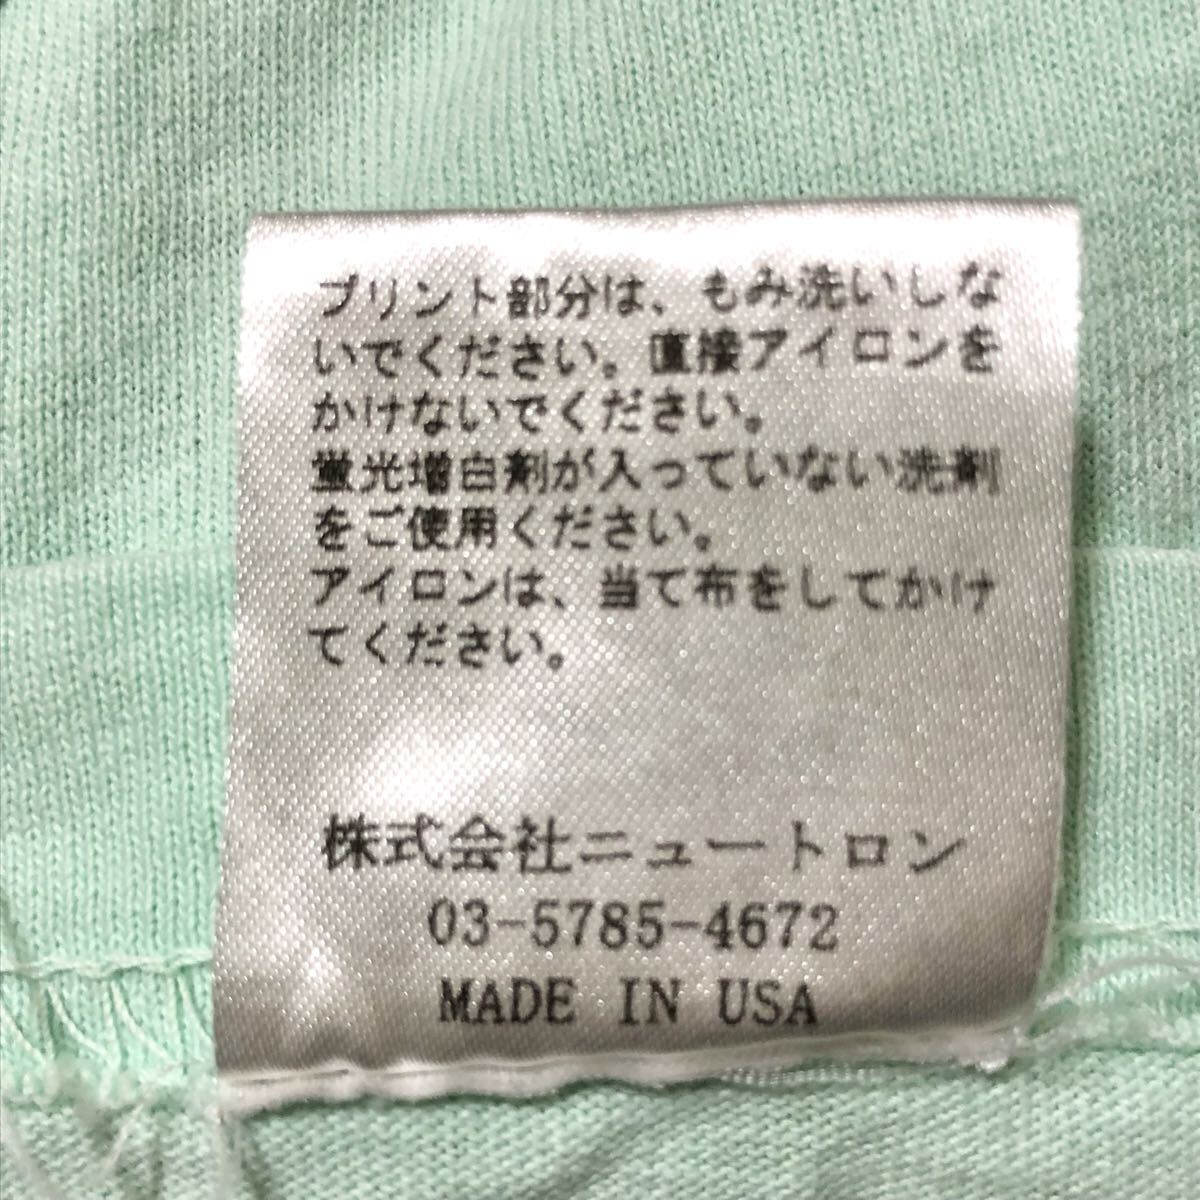 プリント部分は、もみ洗いしな
いでください。直接アイロンを
かけないでください。
蛍光増白剤が入っていない洗剤
をご使用ください。
アイロンは、当て布をしてかけ
てください。
株式会社ニュートロン
03-5785-4672
MADE IN USA